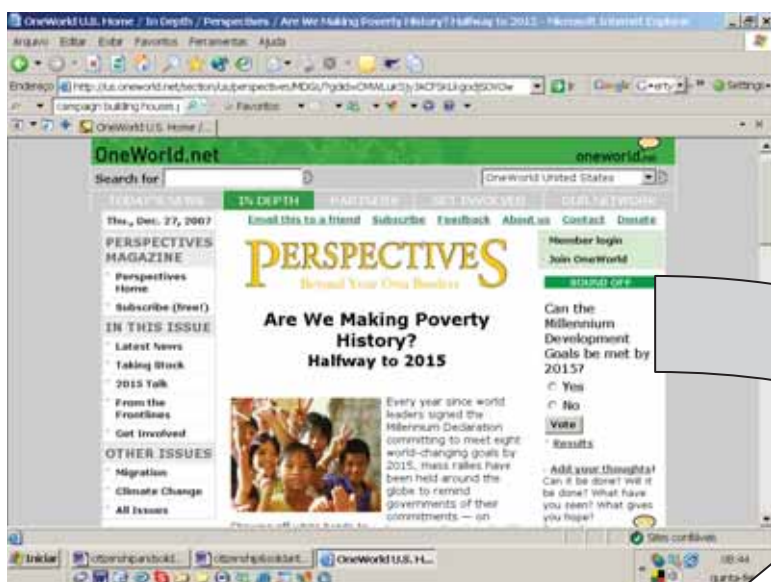 OneWorld U.S. Home / In Depth / Perspectives / Are We Making Poverty History? Halfway to 2015 - Microsoft Internet Explorer
Arquivo Editar Exibir Favoritos Ferramentas Ajuda
Endereço
Google
Settings
Favoritos
OneWorld U.S. Home / ...
OneWorld.net
oneworld.net
Search for
OneWorld United States
TODAY'S NEWS IN DEPTH PARTNERS GET INVOLVED OUR NETWORK
Thu., Dec. 27, 2007
Email this to a friend Subscribe Feedback About us Contact Donate
PERSPECTIVES
MAGAZINE
Perspectives
Home
Subscribe (free!)
IN THIS ISSUE
Latest News
Taking Stock
2015 Talk
From the
Frontlines
Get Involved
OTHER ISSUES
Migration
Climate Change
All Issues
PERSPECTIVES
Beyond Your Own Borders
Are We Making Poverty
History?
Halfway to 2015
Every year since world
leaders signed the
Millennium Declaration
committing to meet eight
world-changing goals by
2015, mass rallies have
been held around the
globe to remind
governments of their
commitments — on
Member login
Join OneWorld
SOUND OFF
Can the
Millennium
Development
Goals be met by
2015?
Yes
No
Vote
Results
Add your thoughts!
Can it be done? Will it
be done? What have
you seen? What gives
you hope?
Sites confiáveis
Iniciar
OneWorld U.S. H...
08:44